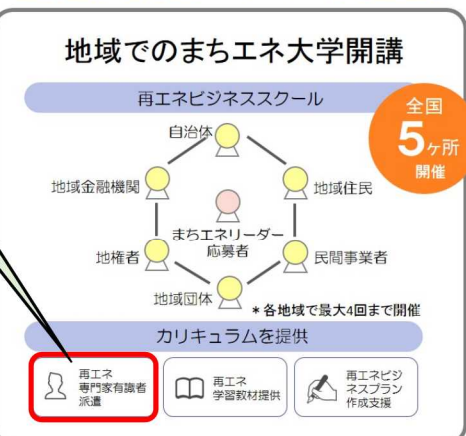 地域でのまちエネ大学開講
再エネビジネススクール
全国
5ヶ所
開催
自治体
地域金融機関
地域住民
まちエネリーダー
応募者
地権者
民間事業者
地域団体
*各地域で最大4回まで開催
カリキュラムを提供
再エネ
専門家有識者
派遣
再エネ
学習教材提供
再エネビジ
ネスプラン
作成支援